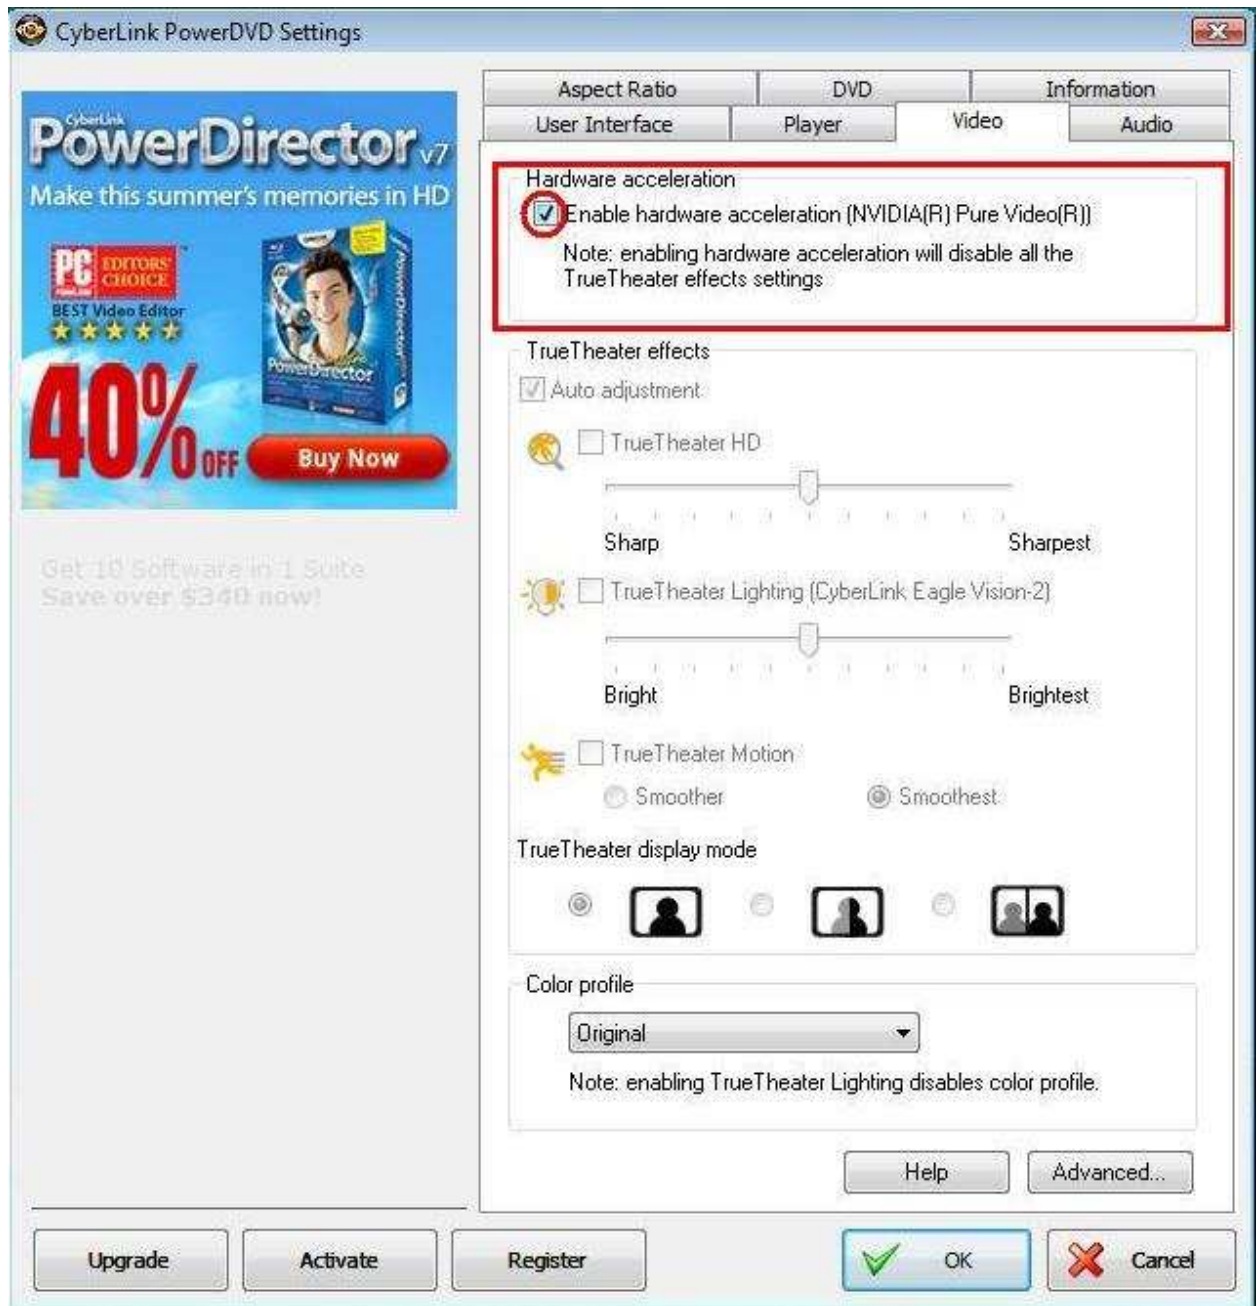 CyberLink PowerDVD Settings
CyberLink
PowerDirector v7
Make this summer's memories in HD
PC
EDITORS'
CHOICE
BEST Video Editor
PowerDirector
PowerDirector
40% OFF
Buy Now
Get 10 Software in 1 Suite
Save over $340 now!
Aspect Ratio
DVD
Information
User Interface
Player
Video
Audio
Hardware acceleration
Enable hardware acceleration (NVIDIA(R) Pure Video(R))
Note: enabling hardware acceleration will disable all the
TrueTheater effects settings
TrueTheater effects
Auto adjustment
TrueTheater HD
Sharp
Sharpest
TrueTheater Lighting (CyberLink Eagle Vision-2)
Bright
Brightest
TrueTheater Motion
Smoother
Smoothest
TrueTheater display mode
Color profile
Original
Note: enabling TrueTheater Lighting disables color profile.
Help
Advanced...
Upgrade
Activate
Register
OK
Cancel